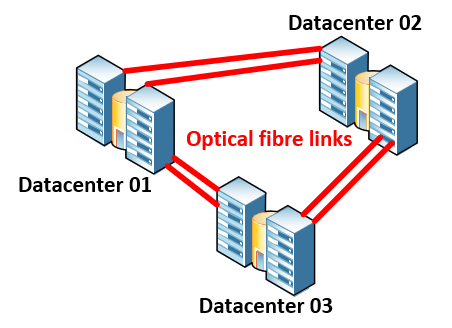 Datacenter 02
Optical fibre links
Datacenter 01
Datacenter 03